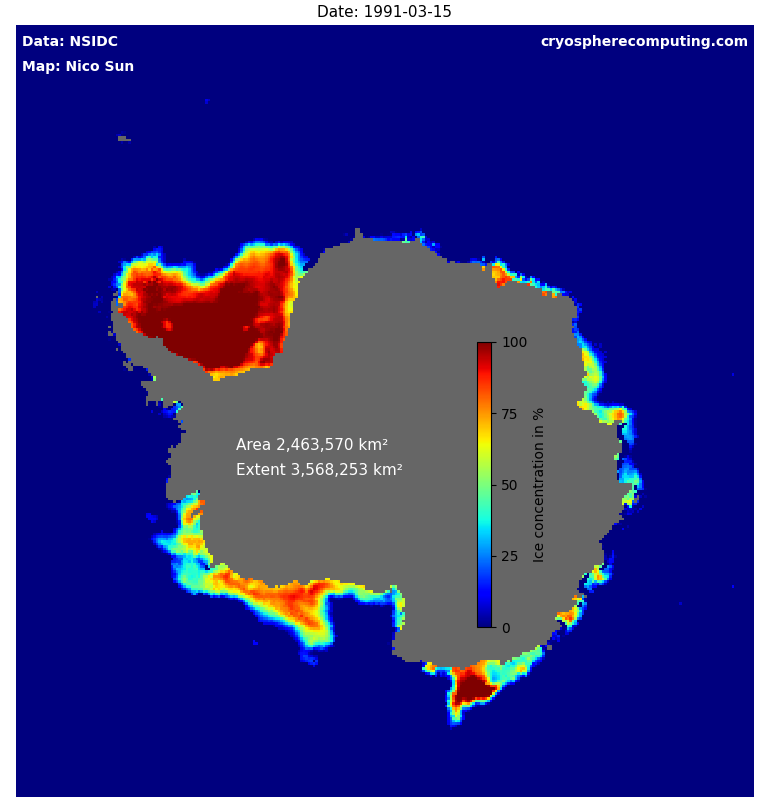 Date: 1991-03-15
Data: NSIDC
cryospherecomputing.com
Map: Nico Sun
100
75
Area 2,463,570 km²
Extent 3,568,253 km²
50
25
0
Ice concentration in %